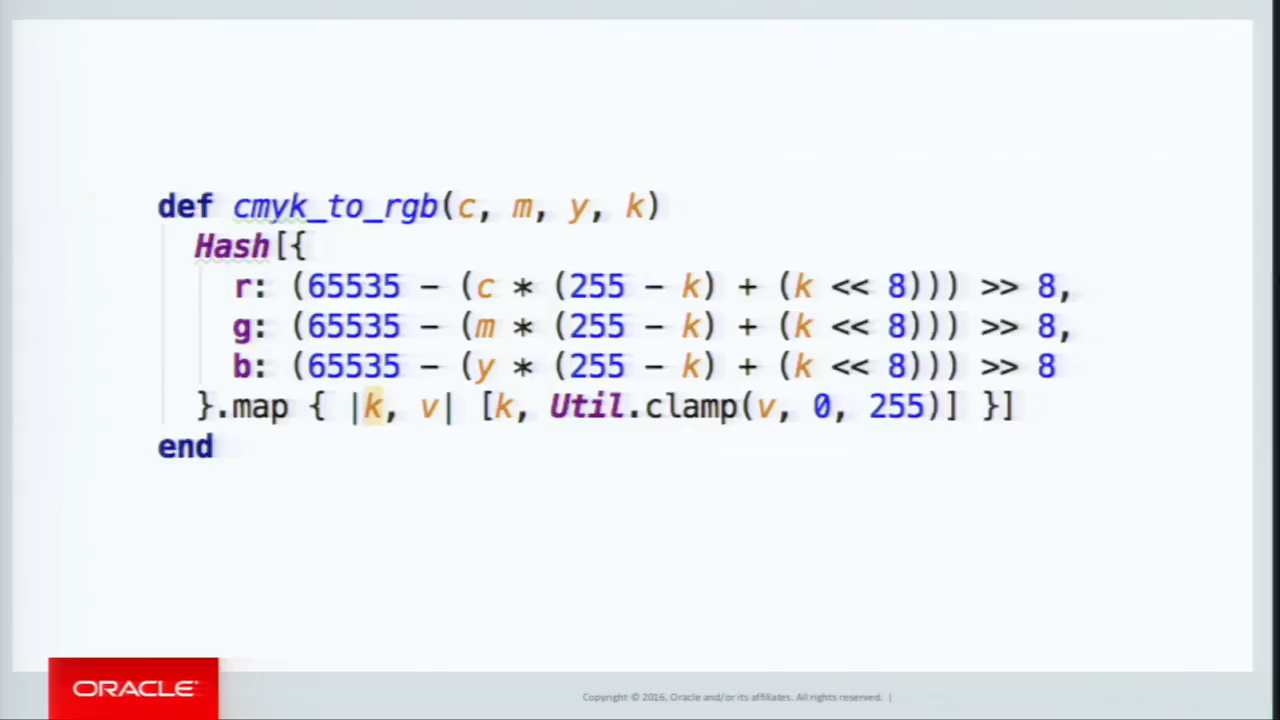 def cmyk_to_rgb(c, m, y, k)
  Hash[{
    r: (65535 - (c * (255 - k) + (k << 8))) >> 8,
    g: (65535 - (m * (255 - k) + (k << 8))) >> 8,
    b: (65535 - (y * (255 - k) + (k << 8))) >> 8
  }.map { |k, v| [k, Util.clamp(v, 0, 255)] }]
end
ORACLE
Copyright © 2016, Oracle and/or its affiliates. All rights reserved. |